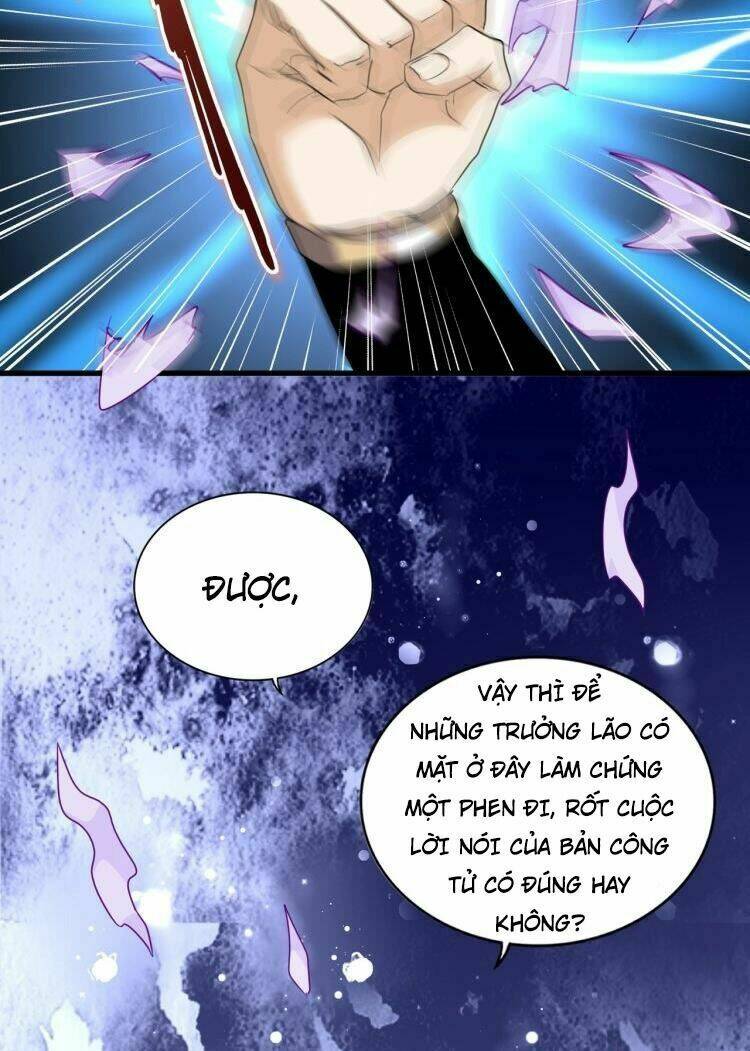 ĐƯỢC,
VẬY THÌ ĐỂ
NHỮNG TRƯỞNG LÃO CÓ
MẶT Ở ĐÂY LÀM CHỨNG
MỘT PHEN ĐI, RỐT CUỘC
LỜI NÓI CỦA BẢN CÔNG
TỬ CÓ ĐÚNG HAY
KHÔNG?